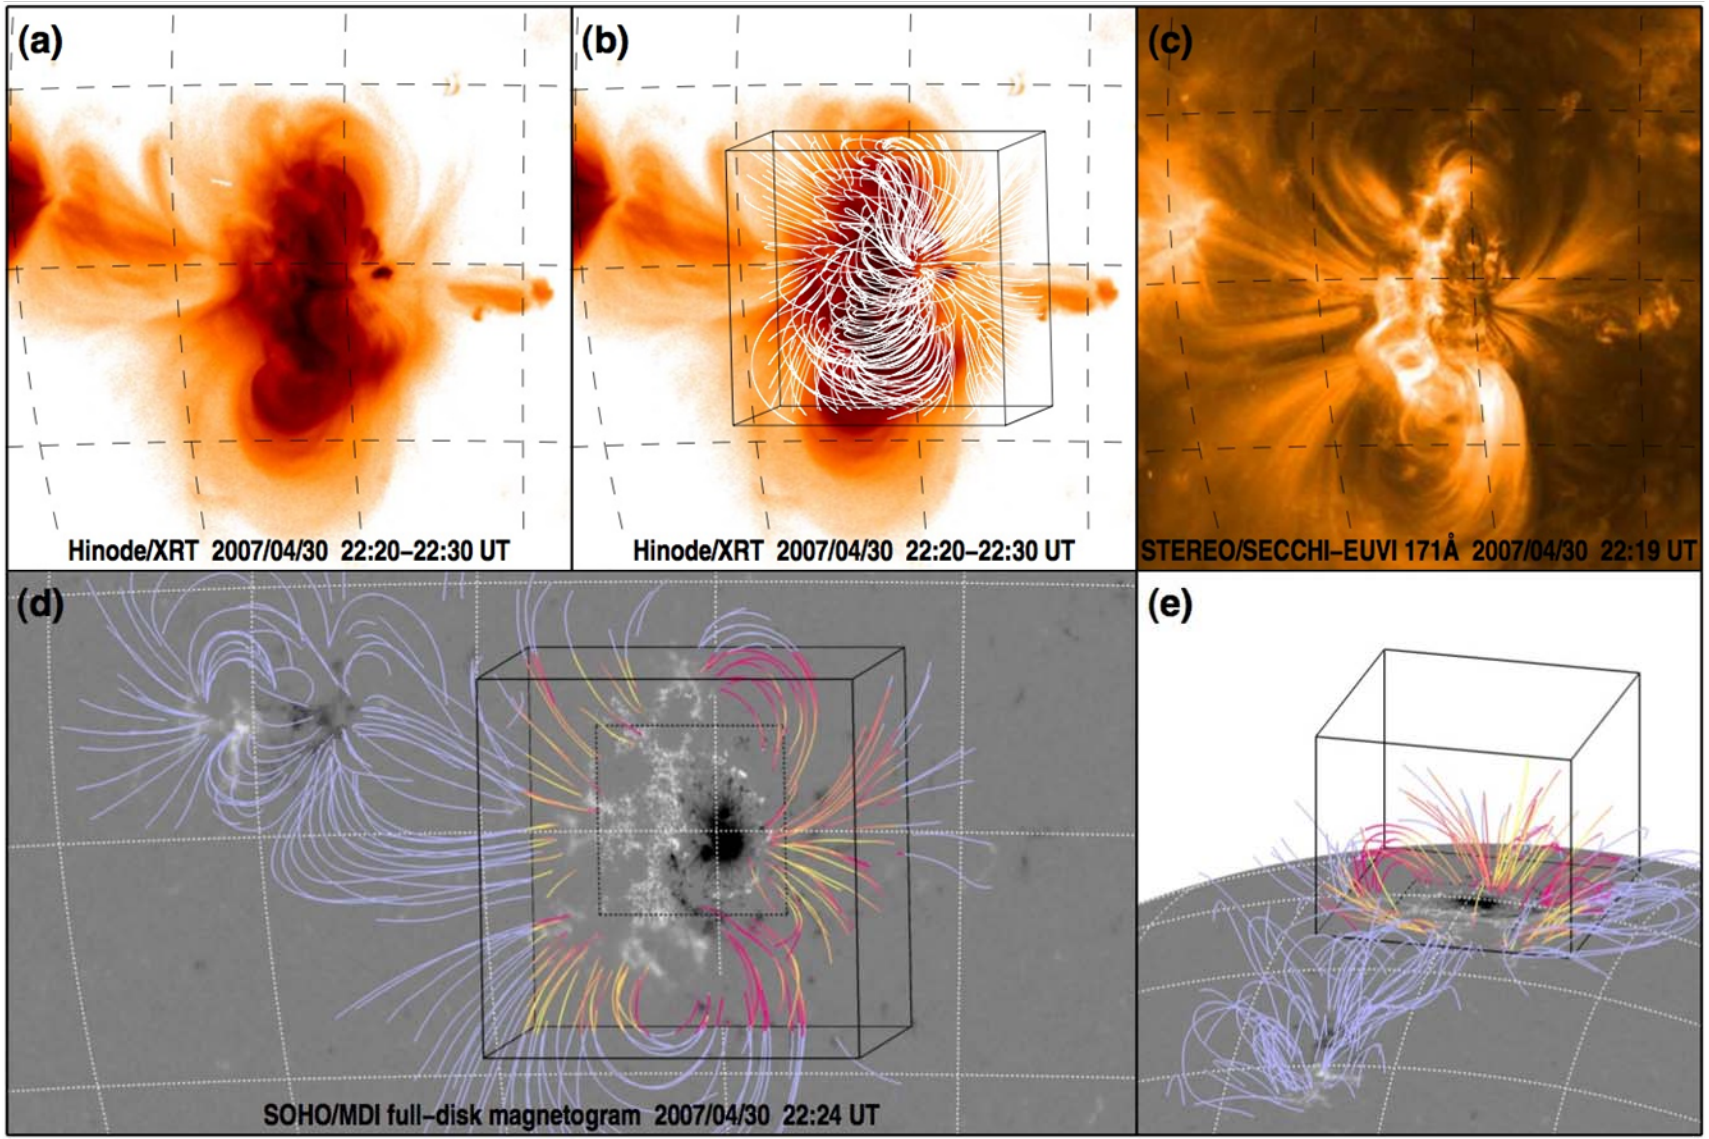 (a)
Hinode/XRT 2007/04/30 22:20–22:30 UT
(b)
Hinode/XRT 2007/04/30 22:20–22:30 UT
(c)
STEREO/SECCHI–EUVI 171Å 2007/04/30 22:19 UT
(d)
SOHO/MDI full–disk magnetogram 2007/04/30 22:24 UT
(e)